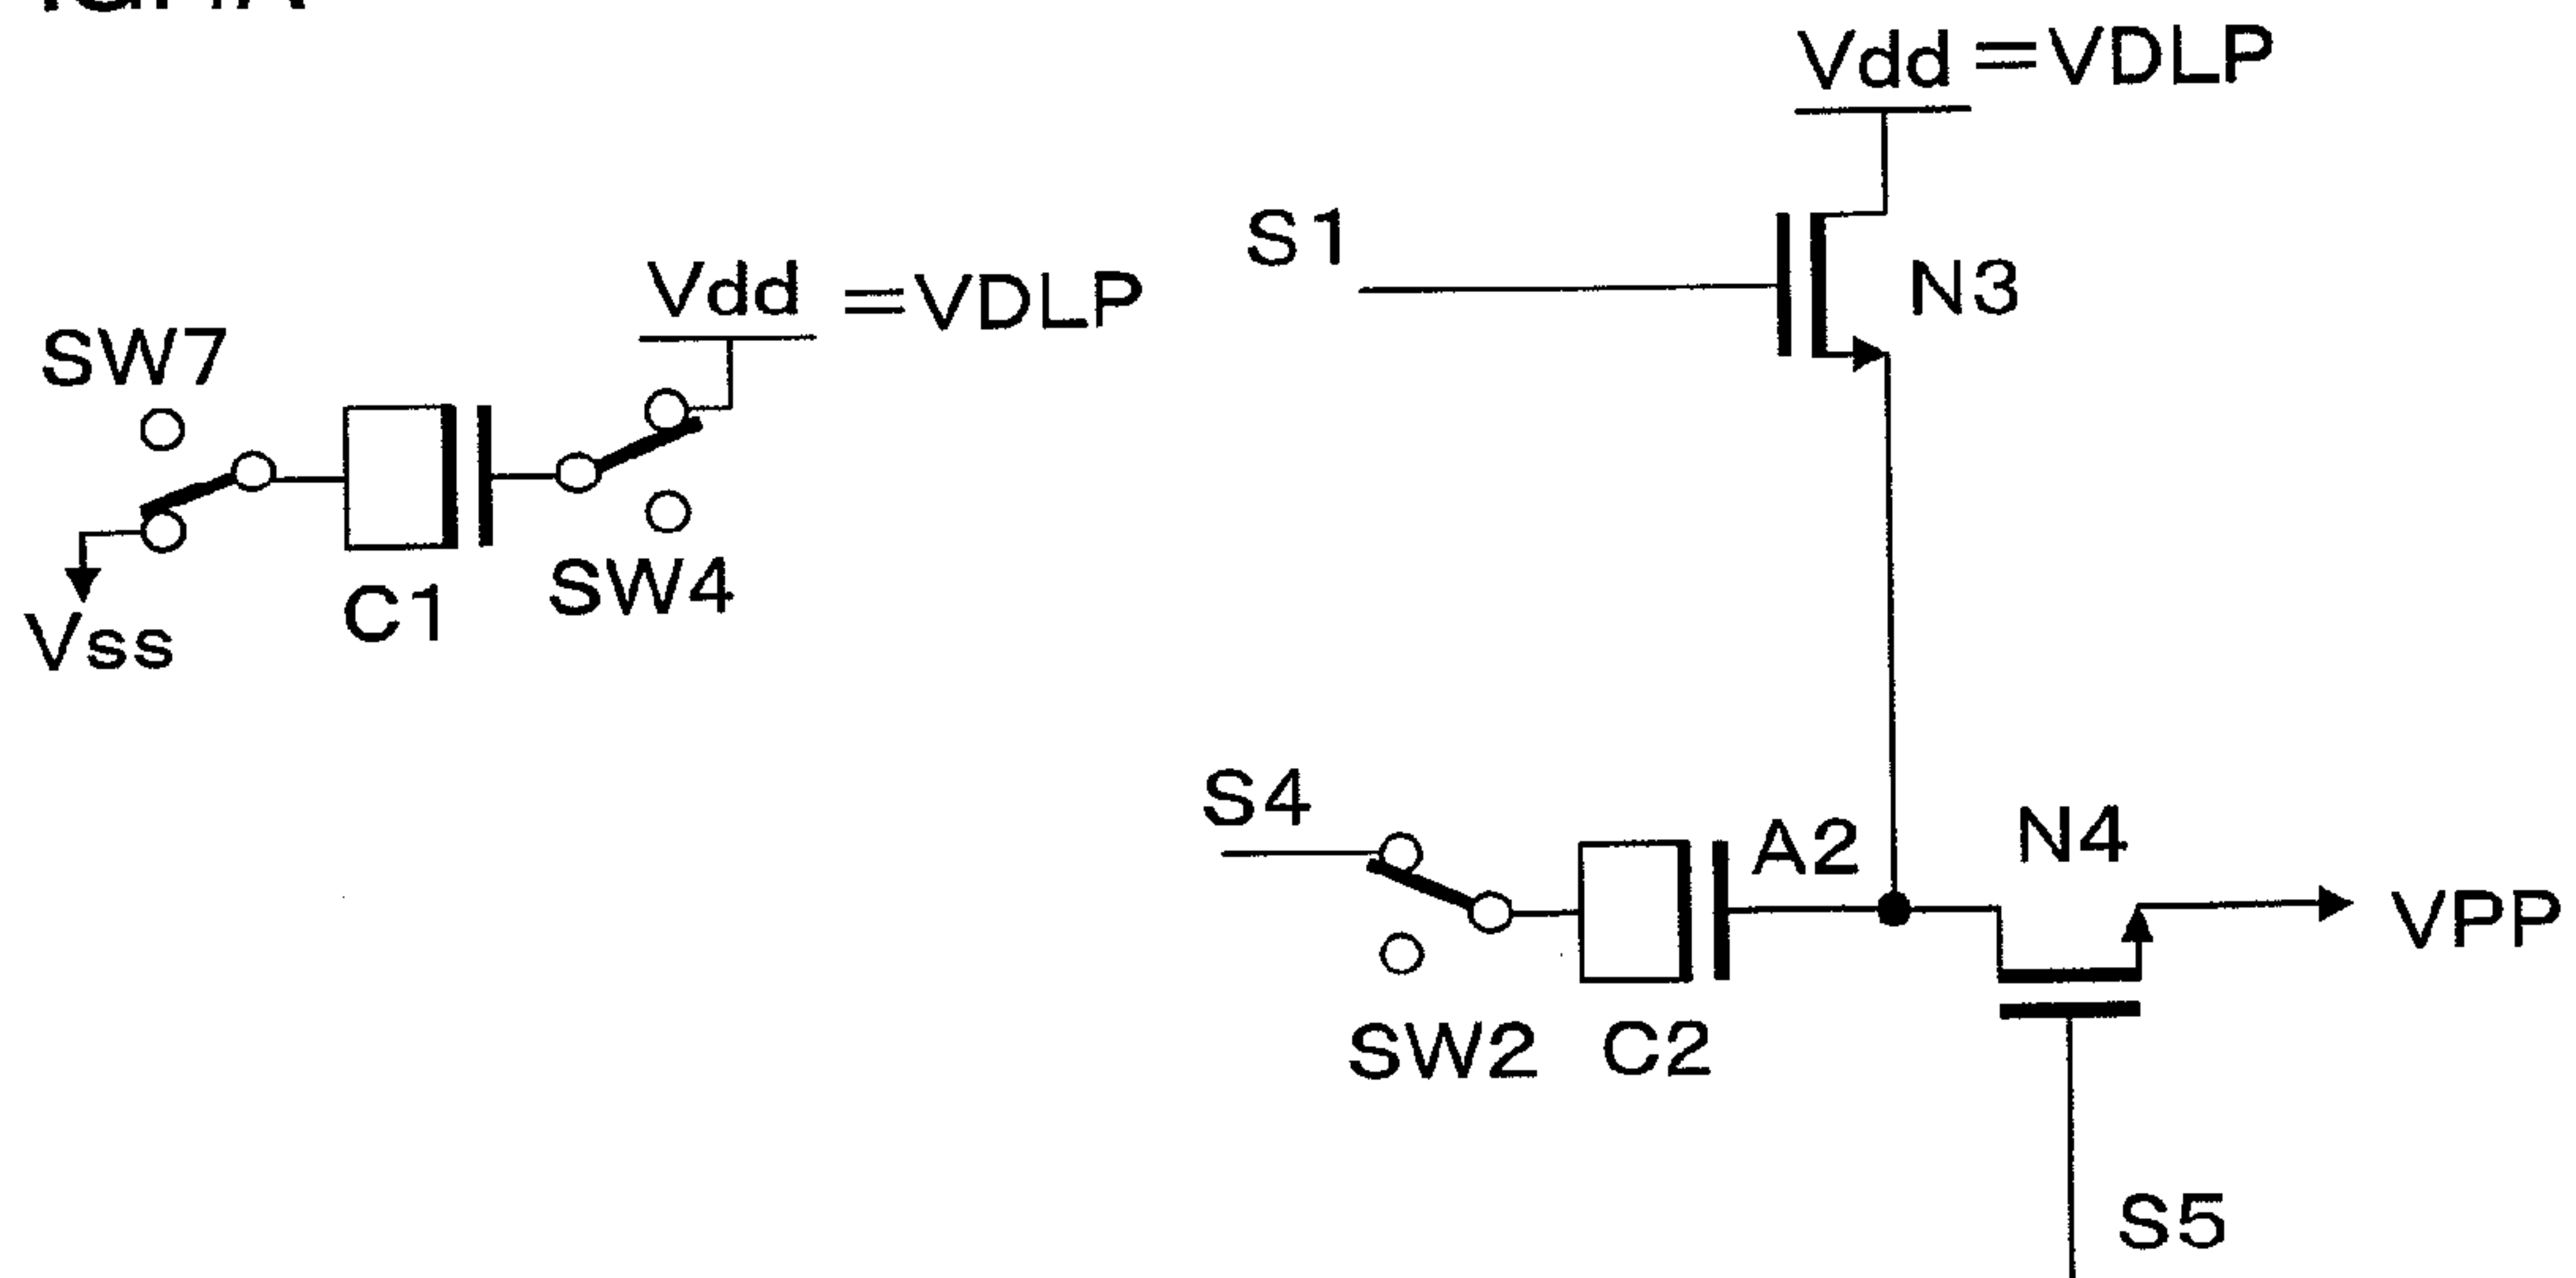 Vdd =VDLP
S1
N3
Vdd =VDLP
SW7
C1
SW4
Vss
S4
A2
N4
VPP
SW2
C2
S5